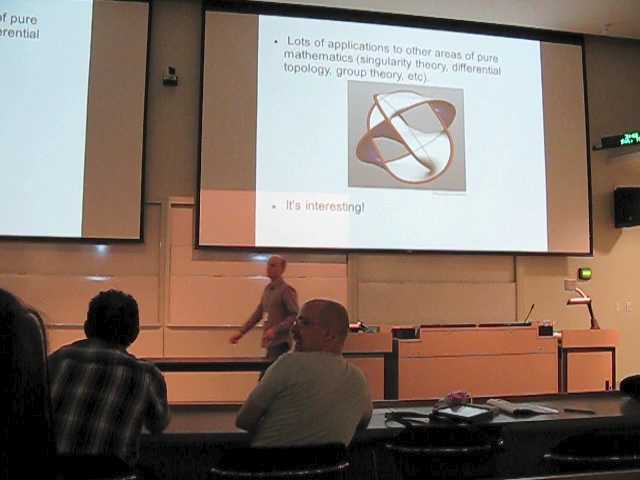 of pure
erential
• Lots of applications to other areas of pure
mathematics (singularity theory, differential
topology, group theory, etc).
• It's interesting!